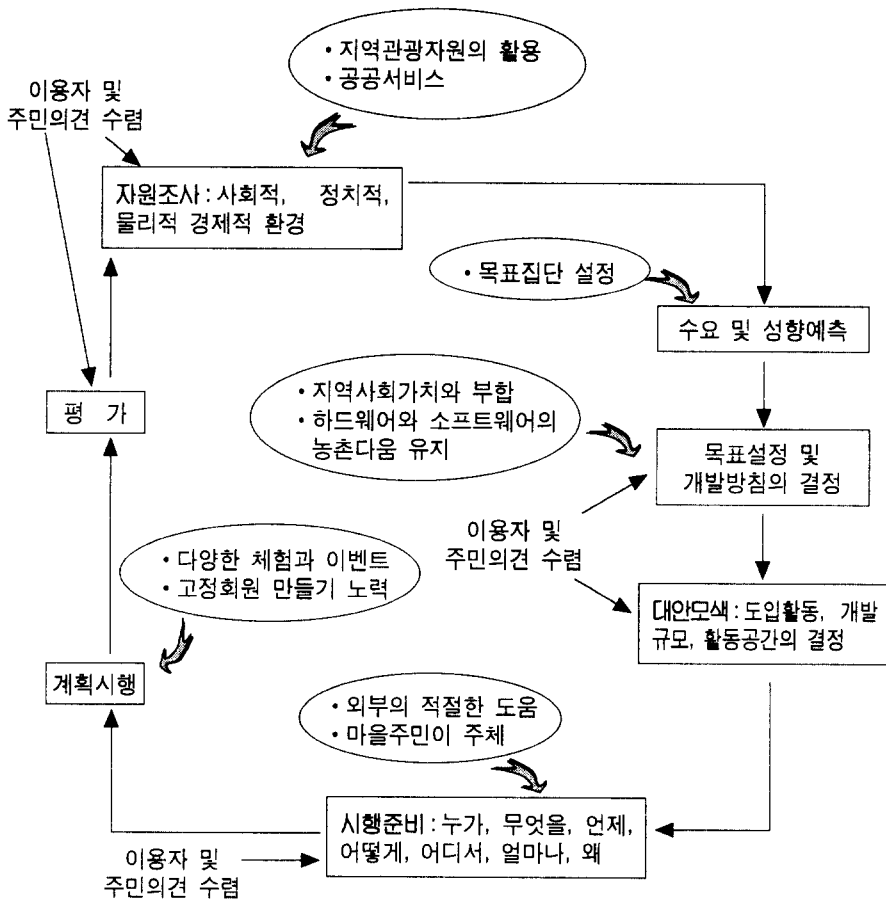 • 지역관광자원의 활용
• 공공서비스
이용자 및
주민의견 수렴
자원조사 : 사회적, 정치적,
물리적 경제적 환경
• 목표집단 설정
수요 및 성향예측
• 지역사회가치와 부합
• 하드웨어와 소프트웨어의
농촌다움 유지
평 가
목표설정 및
개발방침의 결정
이용자 및
주민의견 수렴
• 다양한 체험과 이벤트
• 고정회원 만들기 노력
대안모색 : 도입활동, 개발
규모, 활동공간의 결정
계획시행
• 외부의 적절한 도움
• 마을주민이 주체
시행준비 : 누가, 무엇을, 언제,
어떻게, 어디서, 얼마나, 왜
이용자 및
주민의견 수렴